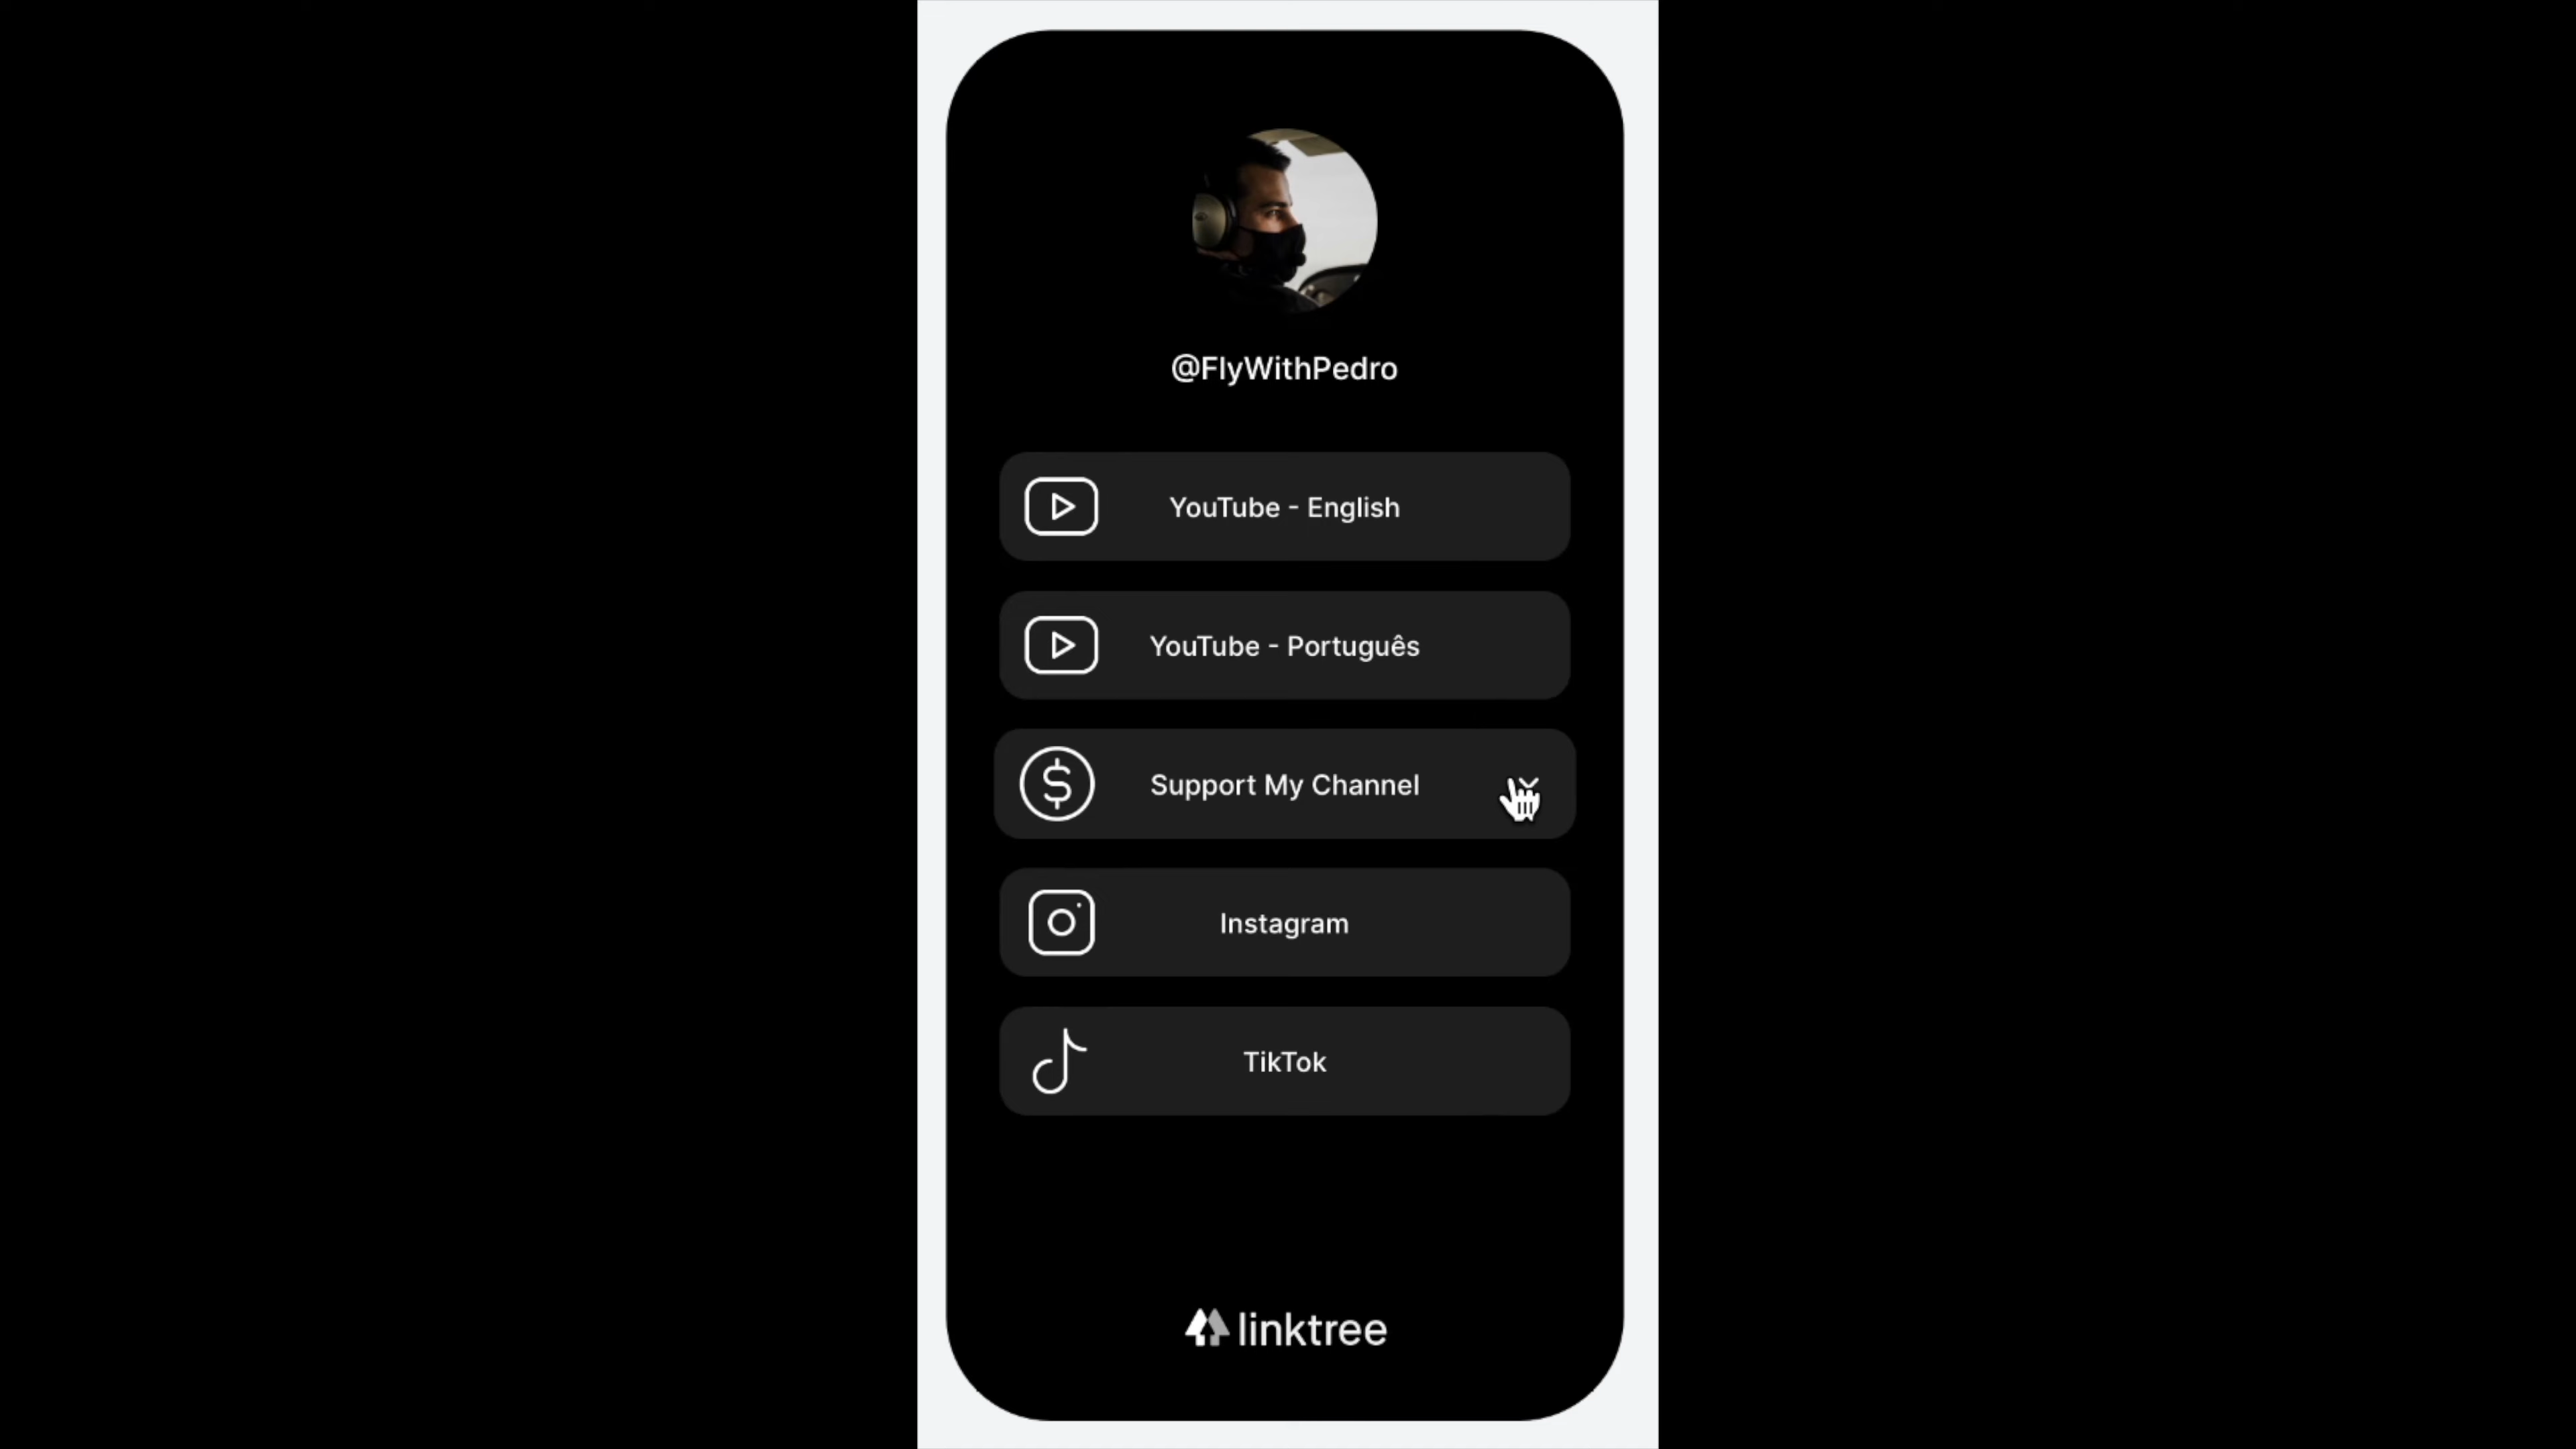 @FlyWithPedro
YouTube - English
YouTube - Português
Support My Channel
Instagram
TikTok
linktree